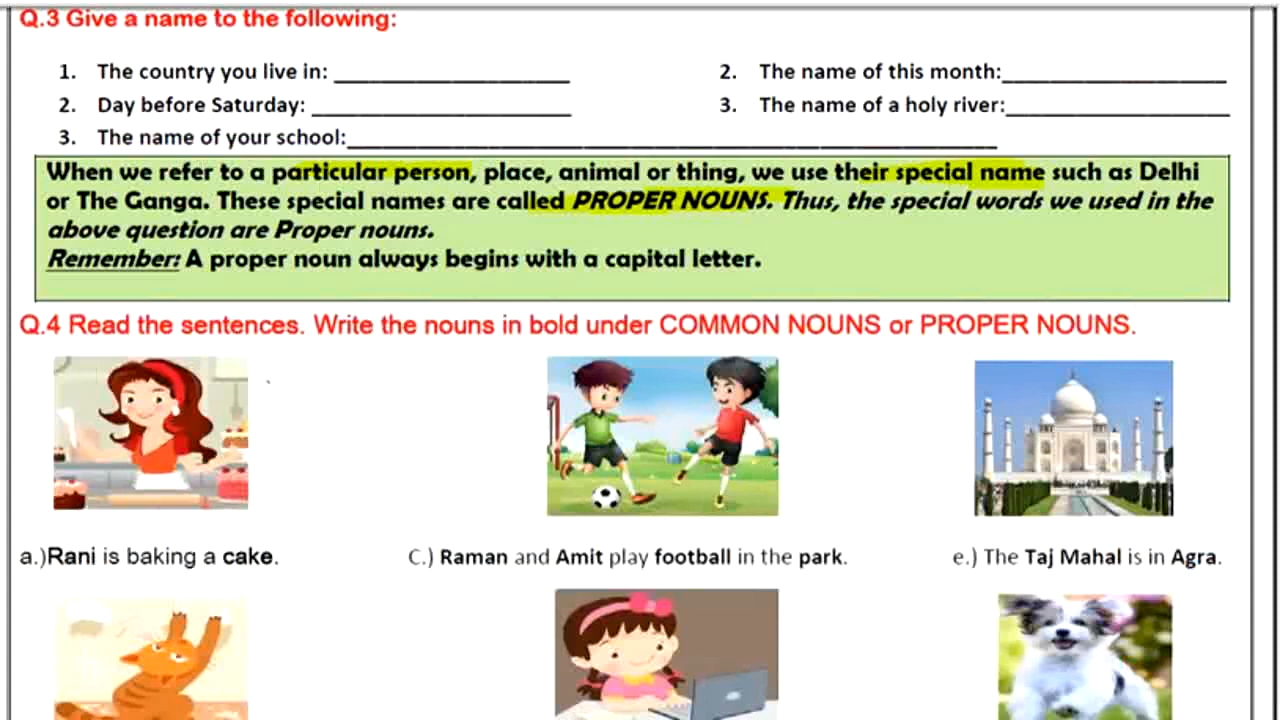 Q.3 Give a name to the following:
1. The country you live in: ____________________
2. The name of this month:____________________
2. Day before Saturday: ______________________
3. The name of a holy river:____________________
3. The name of your school:________________________________________________________
When we refer to a particular person, place, animal or thing, we use their special name such as Delhi
or The Ganga. These special names are called PROPER NOUNS. Thus, the special words we used in the
above question are Proper nouns.
Remember: A proper noun always begins with a capital letter.
Q.4 Read the sentences. Write the nouns in bold under COMMON NOUNS or PROPER NOUNS.
a.)Rani is baking a cake.
C.) Raman and Amit play football in the park.
e.) The Taj Mahal is in Agra.